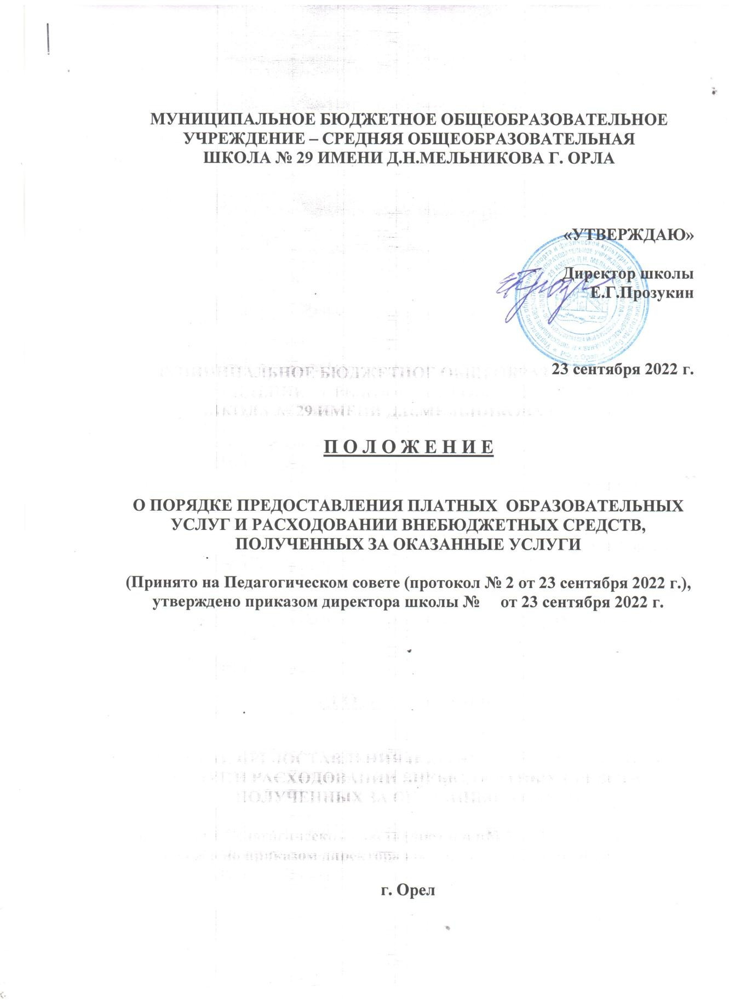 МУНИЦИПАЛЬНОЕ БЮДЖЕТНОЕ ОБЩЕОБРАЗОВАТЕЛЬНОЕ
УЧРЕЖДЕНИЕ – СРЕДНЯЯ ОБЩЕОБРАЗОВАТЕЛЬНАЯ
ШКОЛА № 29 ИМЕНИ Д.Н.МЕЛЬНИКОВА Г. ОРЛА
«УТВЕРЖДАЮ»
Директор школы
Е.Г.Прозукин
23 сентября 2022 г.
П О Л О Ж Е Н И Е
О ПОРЯДКЕ ПРЕДОСТАВЛЕНИЯ ПЛАТНЫХ ОБРАЗОВАТЕЛЬНЫХ
УСЛУГ И РАСХОДОВАНИИ ВНЕБЮДЖЕТНЫХ СРЕДСТВ,
ПОЛУЧЕННЫХ ЗА ОКАЗАННЫЕ УСЛУГИ
(Принято на Педагогическом совете (протокол № 2 от 23 сентября 2022 г.),
утверждено приказом директора школы № от 23 сентября 2022 г.
г. Орел